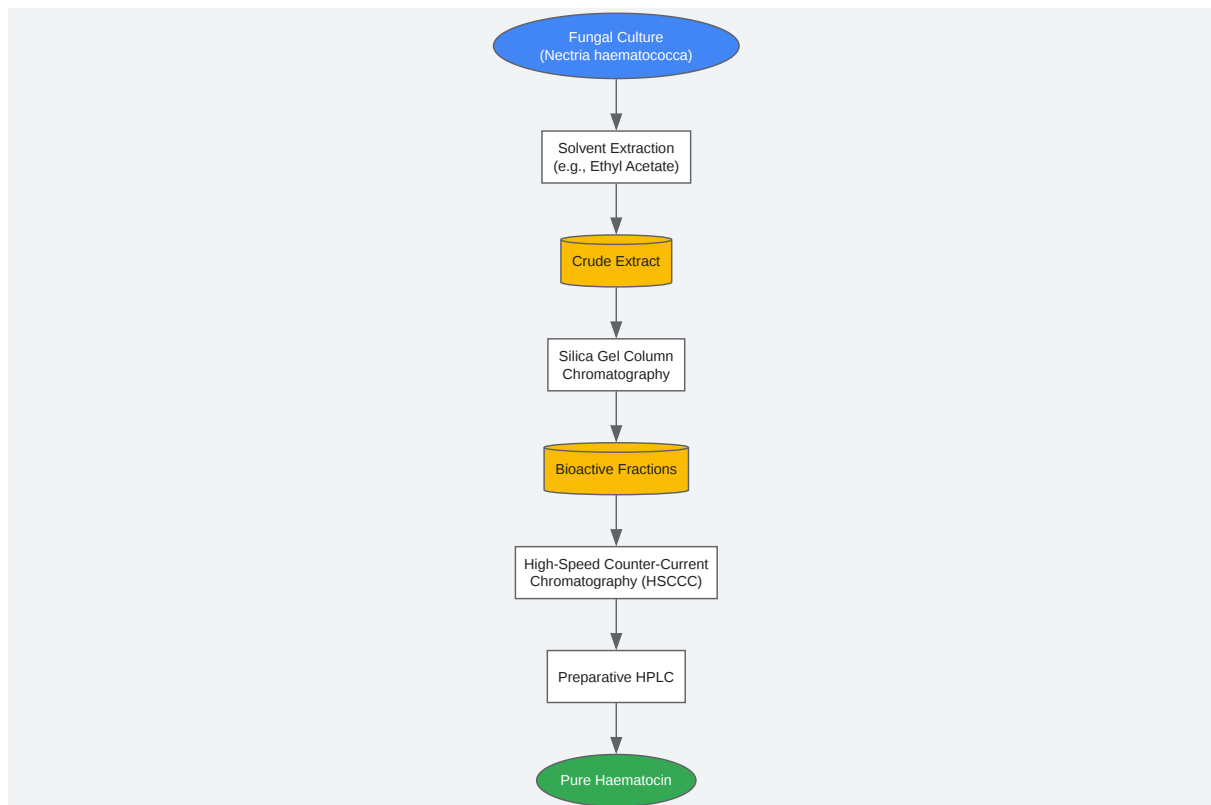 Fungal Culture
(Nectria haematococca)
Solvent Extraction
(e.g., Ethyl Acetate)
Crude Extract
Silica Gel Column
Chromatography
Bioactive Fractions
High-Speed Counter-Current
Chromatography (HSCCC)
Preparative HPLC
Pure Haematocin